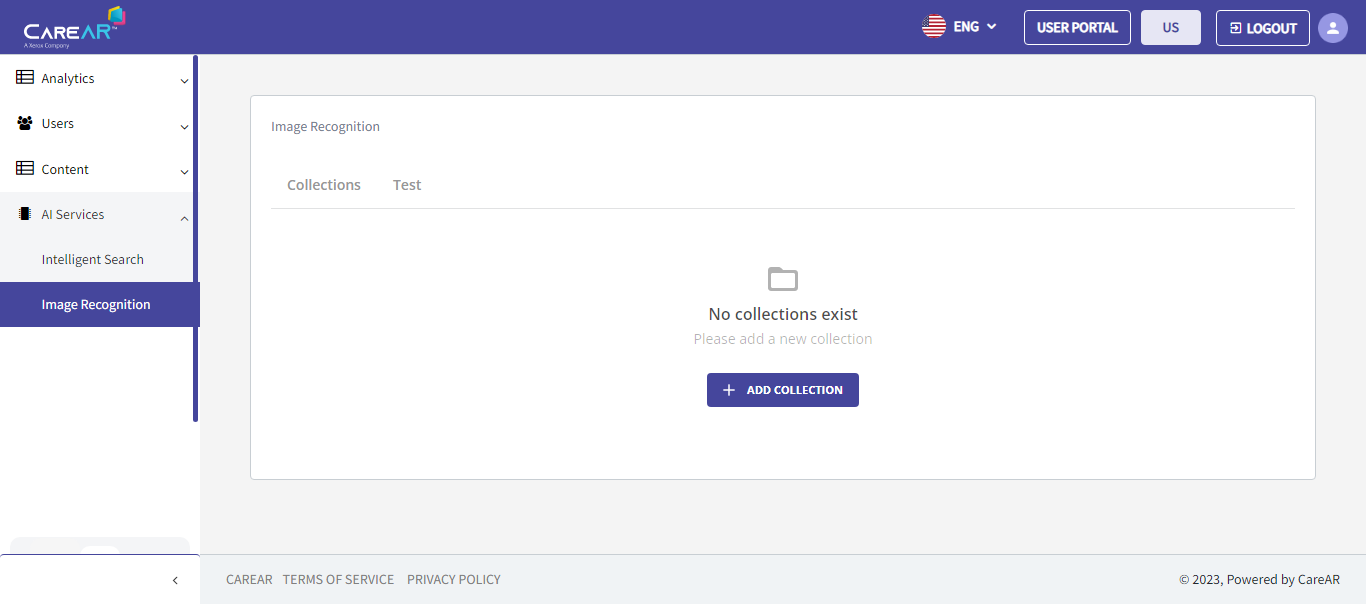 CAREAR™
A Xerox Company
ENG
USER PORTAL
US
LOGOUT
Analytics
Users
Content
AI Services
Intelligent Search
Image Recognition
Image Recognition
Collections Test
No collections exist
Please add a new collection
ADD COLLECTION
CAREAR TERMS OF SERVICE PRIVACY POLICY
© 2023, Powered by CareAR